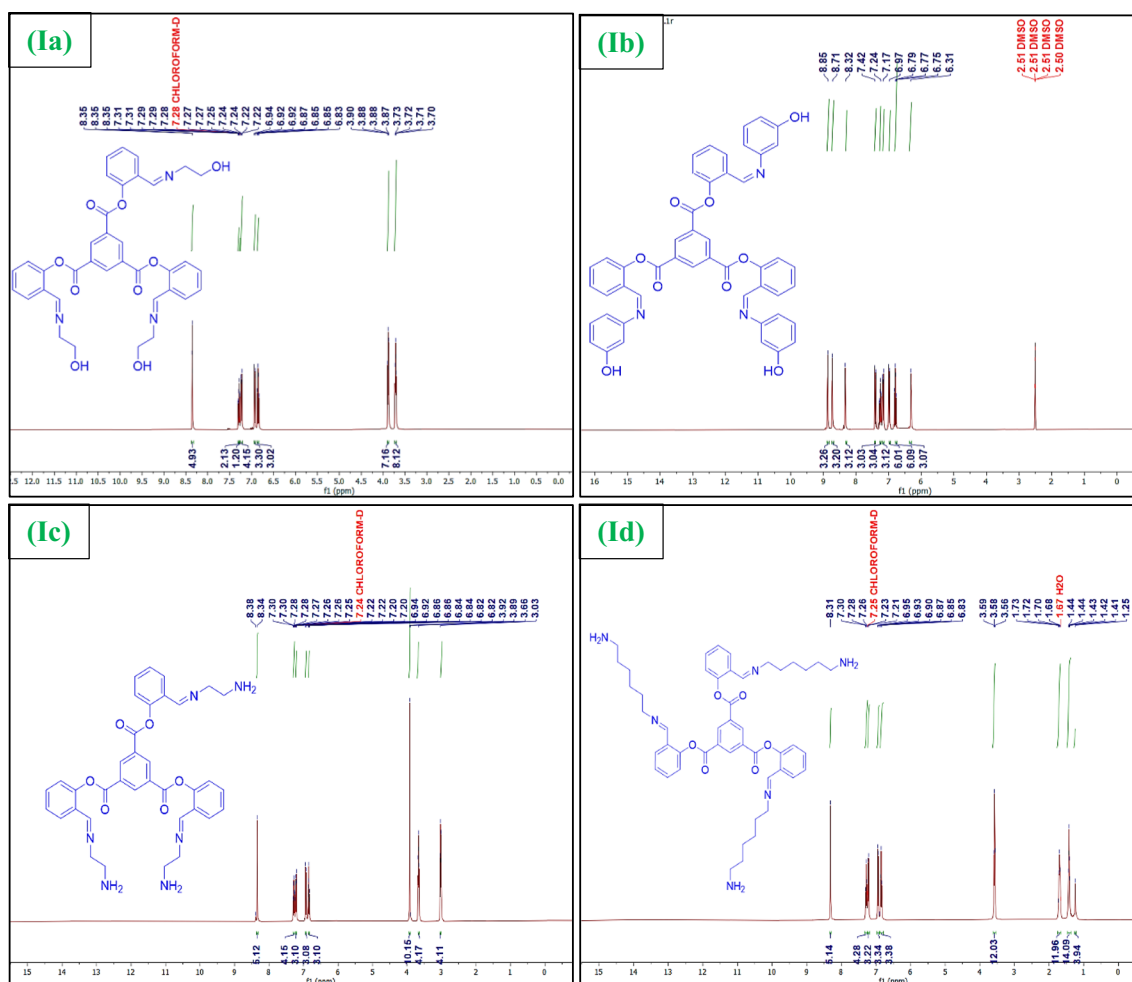 (Ia)
7.28 CHLOROFORM-D
8.35
8.35
8.35
7.31
7.31
7.29
7.29
7.28
7.27
7.27
7.25
7.24
7.24
7.22
7.22
6.94
6.92
6.92
6.87
6.85
6.85
6.83
3.90
3.88
3.88
3.87
3.73
3.72
3.71
3.70
OH
N
O
O
O
O
O
O
N
N
OH
OH
4.93
2.13
1.20
4.15
3.30
3.02
7.16
8.12
12.5 12.0 11.5 11.0 10.5 10.0 9.5 9.0 8.5 8.0 7.5 7.0 6.5 6.0 5.5 5.0 4.5 4.0 3.5 3.0 2.5 2.0 1.5 1.0 0.5 0.0
f1 (ppm)
(Ib)
.1r
8.85
8.71
8.32
7.42
7.24
7.17
6.97
6.79
6.77
6.75
6.31
2.51 DMSO
2.51 DMSO
2.51 DMSO
2.50 DMSO
OH
N
O
O
O
O
O
O
N
N
HO
OH
3.26
3.20
3.12
3.03
3.04
3.12
6.01
6.09
3.07
16 15 14 13 12 11 10 9 8 7 6 5 4 3 2 1 0
f1 (ppm)
(Ic)
7.24 CHLOROFORM-D
8.38
8.34
7.30
7.30
7.28
7.28
7.27
7.26
7.26
7.25
7.22
7.22
7.20
7.20
6.94
6.92
6.86
6.86
6.84
6.84
6.82
6.82
3.92
3.89
3.66
3.03
NH2
N
O
O
O
O
O
O
N
N
NH2
NH2
4.15
3.10
3.08
3.10
10.15
4.17
4.11
15 14 13 12 11 10 9 8 7 6 5 4 3 2 1 0
f1 (ppm)
(Id)
7.25 CHLOROFORM-D
1.67 H2O
8.31
7.30
7.28
7.26
7.23
7.21
6.95
6.93
6.90
6.87
6.85
6.83
3.59
3.58
3.56
1.73
1.72
1.70
1.68
1.44
1.44
1.43
1.42
1.41
1.25
H2N
NH2
N
N
O
O
O
O
O
O
N
H2N
4.28
3.22
3.34
3.38
12.03
11.96
14.09
3.94
15 14 13 12 11 10 9 8 7 6 5 4 3 2 1 0
f1 (ppm)